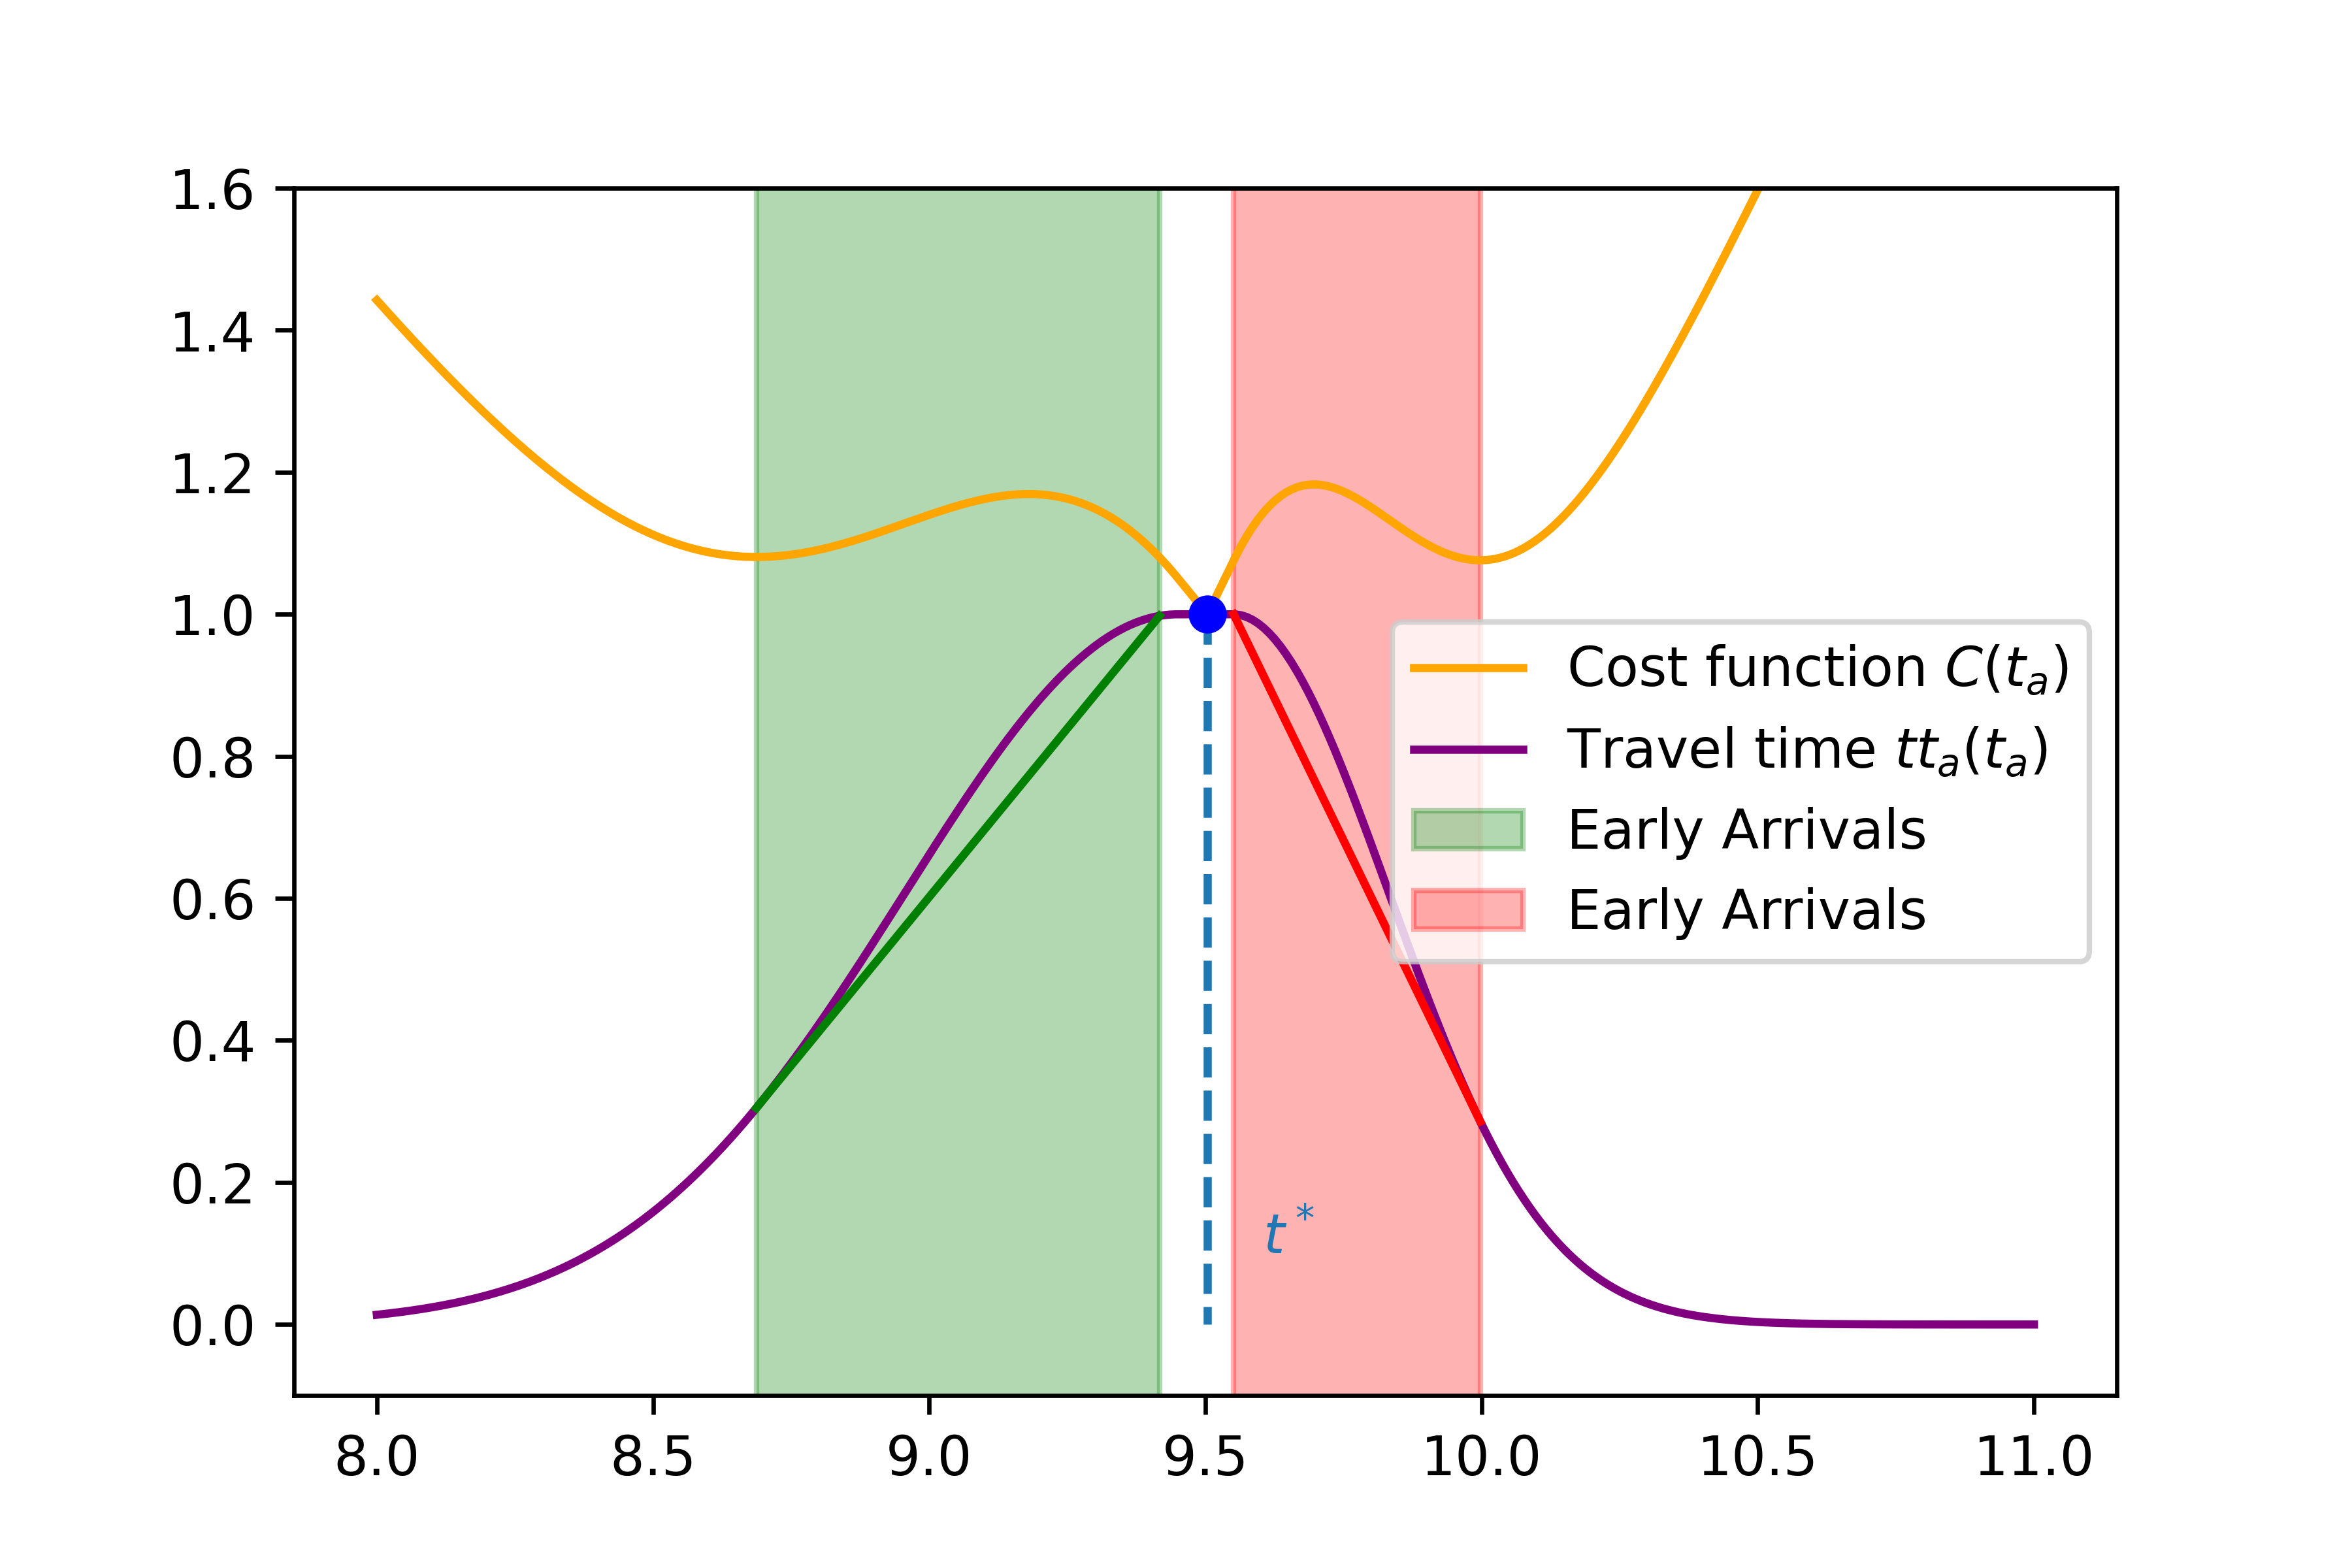 1.6
1.4
1.2
1.0
0.8
0.6
0.4
0.2
0.0
Cost function C(tₐ)
Travel time ttₐ(tₐ)
Early Arrivals
Early Arrivals
t*
8.0 8.5 9.0 9.5 10.0 10.5 11.0